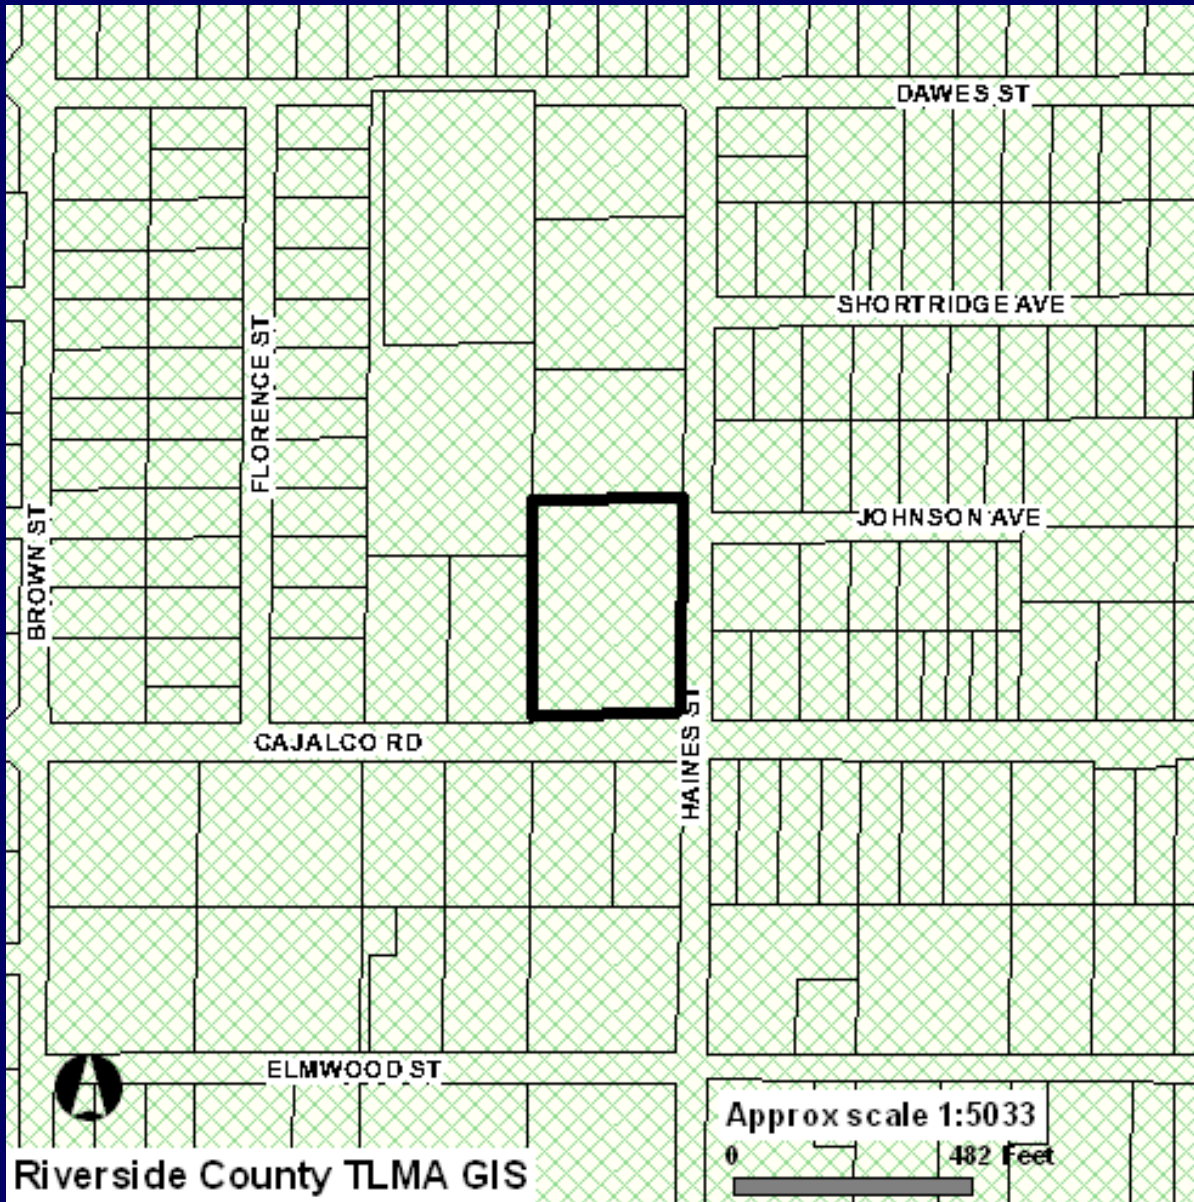 DAWES ST
SHORTRIDGE AVE
FLORENCE ST
BROWN ST
JOHNSON AVE
CAJALCO RD
HAINES ST
ELMWOOD ST
Approx scale 1:5033
0 482 Feet
Riverside County TLMA GIS